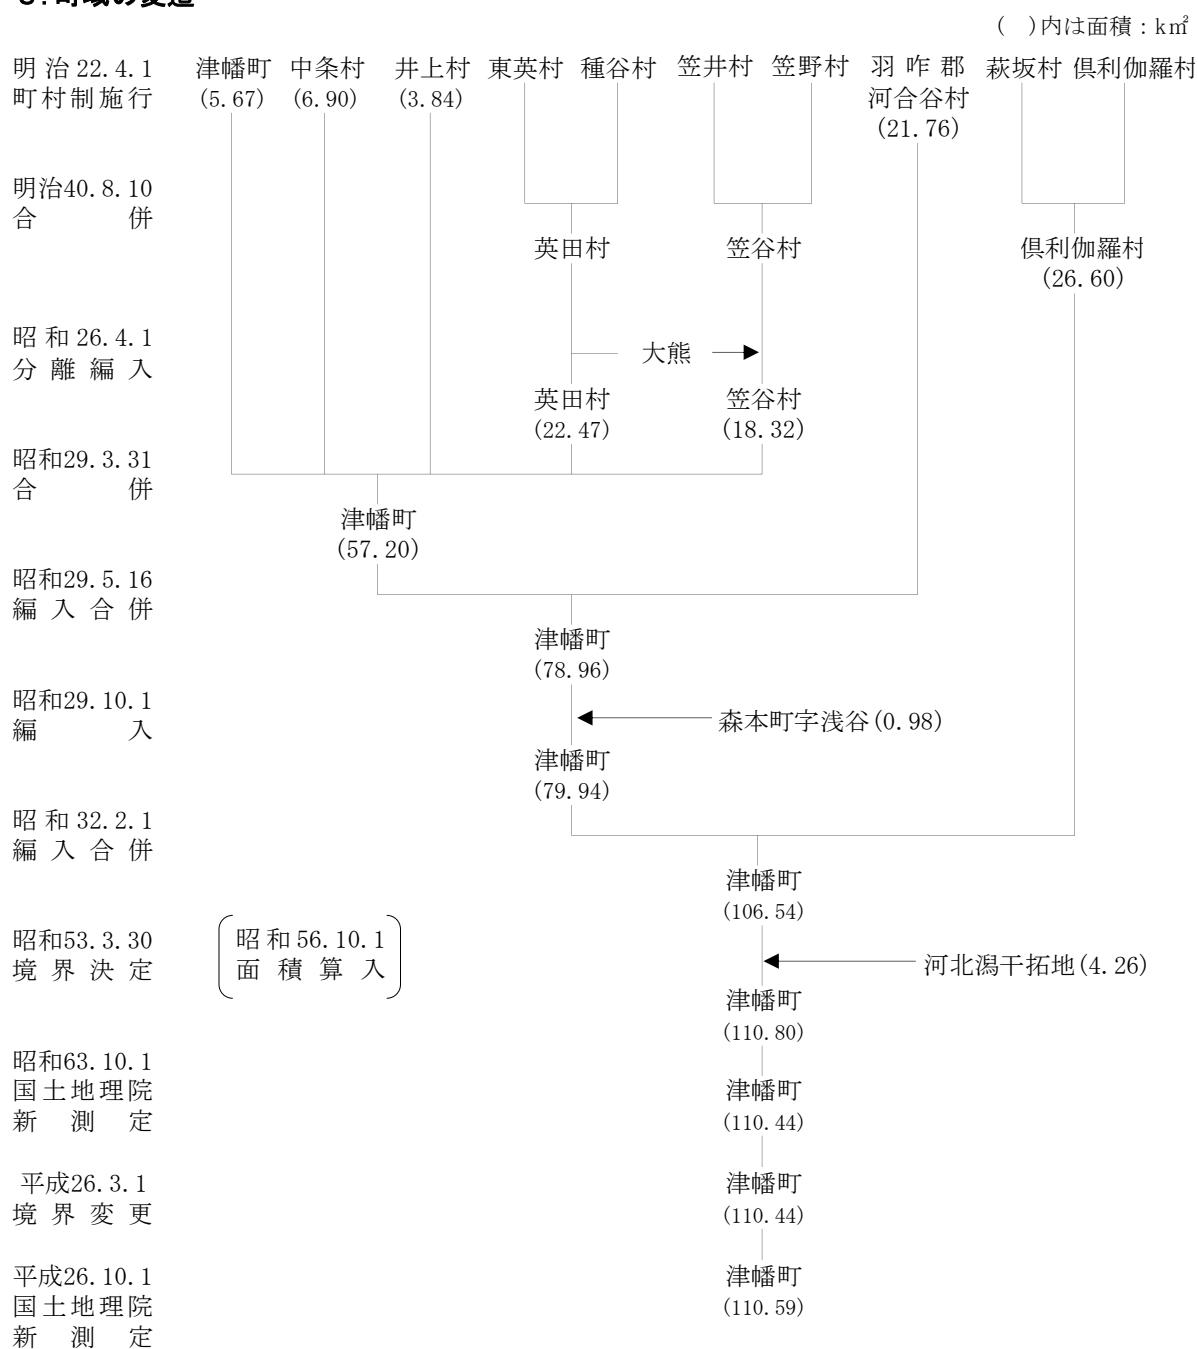 (　)内は面積：k㎡
明治22.4.1 津幡町 中条村 井上村 東英村 種谷村 笠井村 笠野村 羽咋郡 萩坂村 倶利伽羅村
町村制施行 (5.67) (6.90) (3.84) 河合谷村
(21.76)
明治40.8.10
合併
英田村 笠谷村 倶利伽羅村
(26.60)
昭和26.4.1
分離編入
大熊
英田村 笠谷村
(22.47) (18.32)
昭和29.3.31
合併
津幡町
(57.20)
昭和29.5.16
編入合併
津幡町
(78.96)
昭和29.10.1
編入
森本町字浅谷(0.98)
津幡町
(79.94)
昭和32.2.1
編入合併
津幡町
(106.54)
昭和53.3.30 昭和56.10.1
境界決定 面積算入
河北潟干拓地(4.26)
津幡町
(110.80)
昭和63.10.1
国土地理院
新測定
津幡町
(110.44)
平成26.3.1
境界変更
津幡町
(110.44)
平成26.10.1
国土地理院
新測定
津幡町
(110.59)